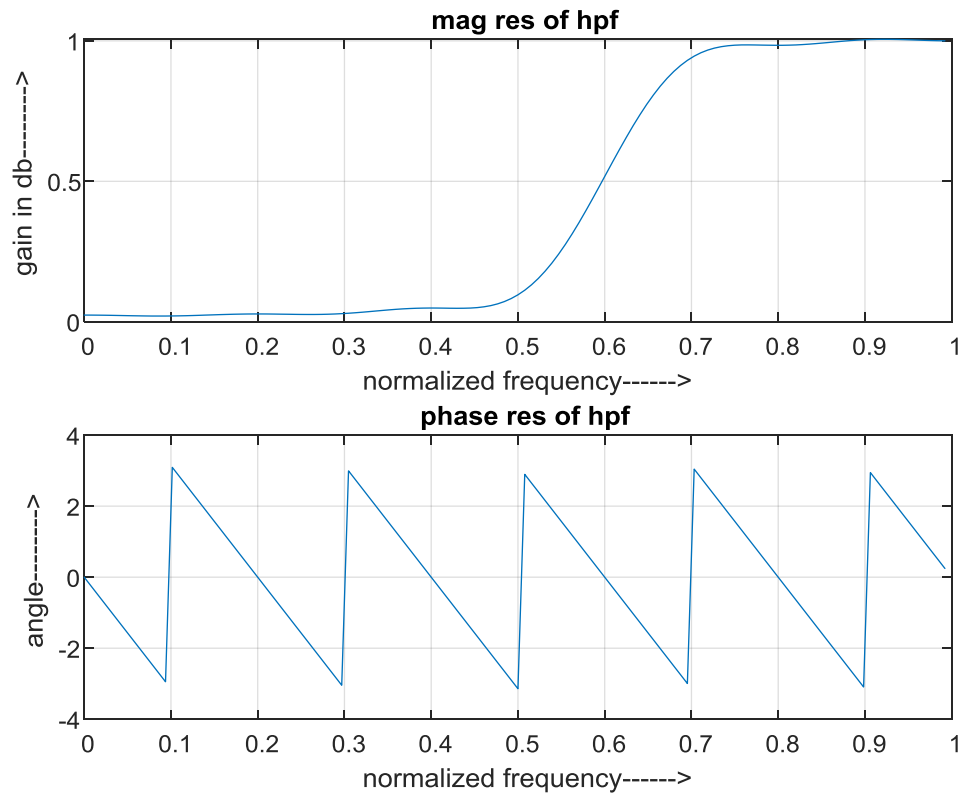 mag res of hpf
gain in db--------->
1
0.5
0
0 0.1 0.2 0.3 0.4 0.5 0.6 0.7 0.8 0.9 1
normalized frequency------>
phase res of hpf
angle--------->
4
2
0
-2
-4
0 0.1 0.2 0.3 0.4 0.5 0.6 0.7 0.8 0.9 1
normalized frequency------>